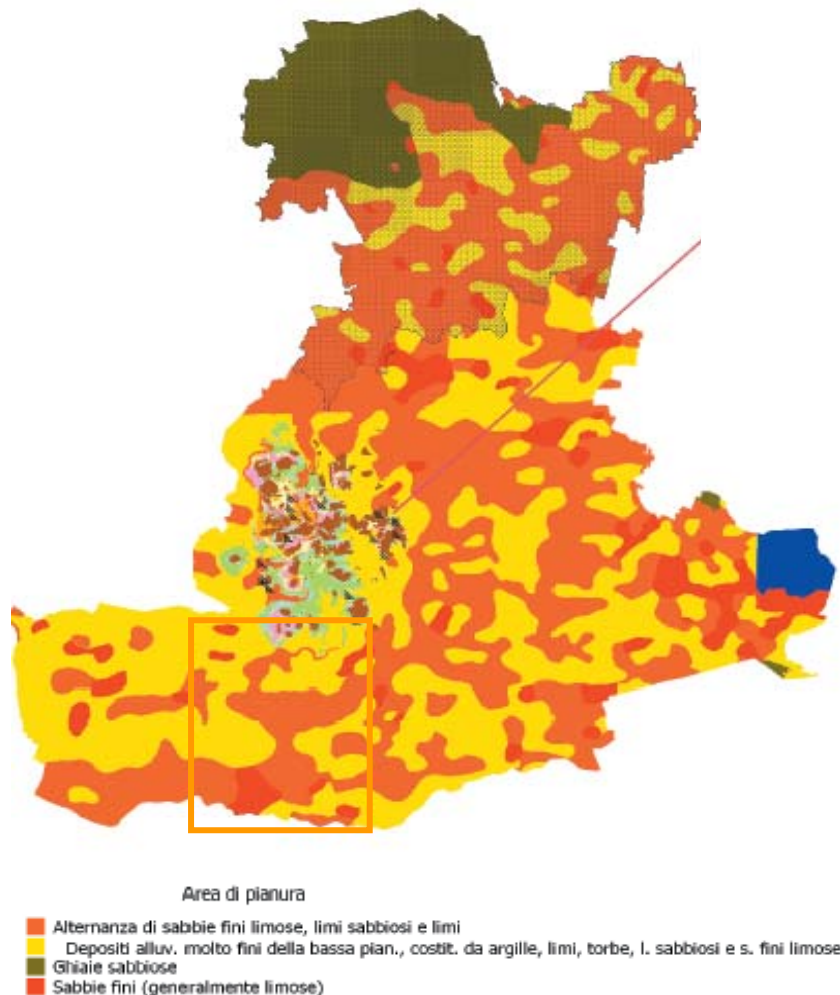 Area di pianura
Alternanza di sabbie fini limose, limi sabbiosi e limi
Depositi alluv. molto fini della bassa pian., costit. da argille, limi, torbe, l. sabbiosi e s. fini limose
Ghiaie sabbiose
Sabbie fini (generalmente limose)